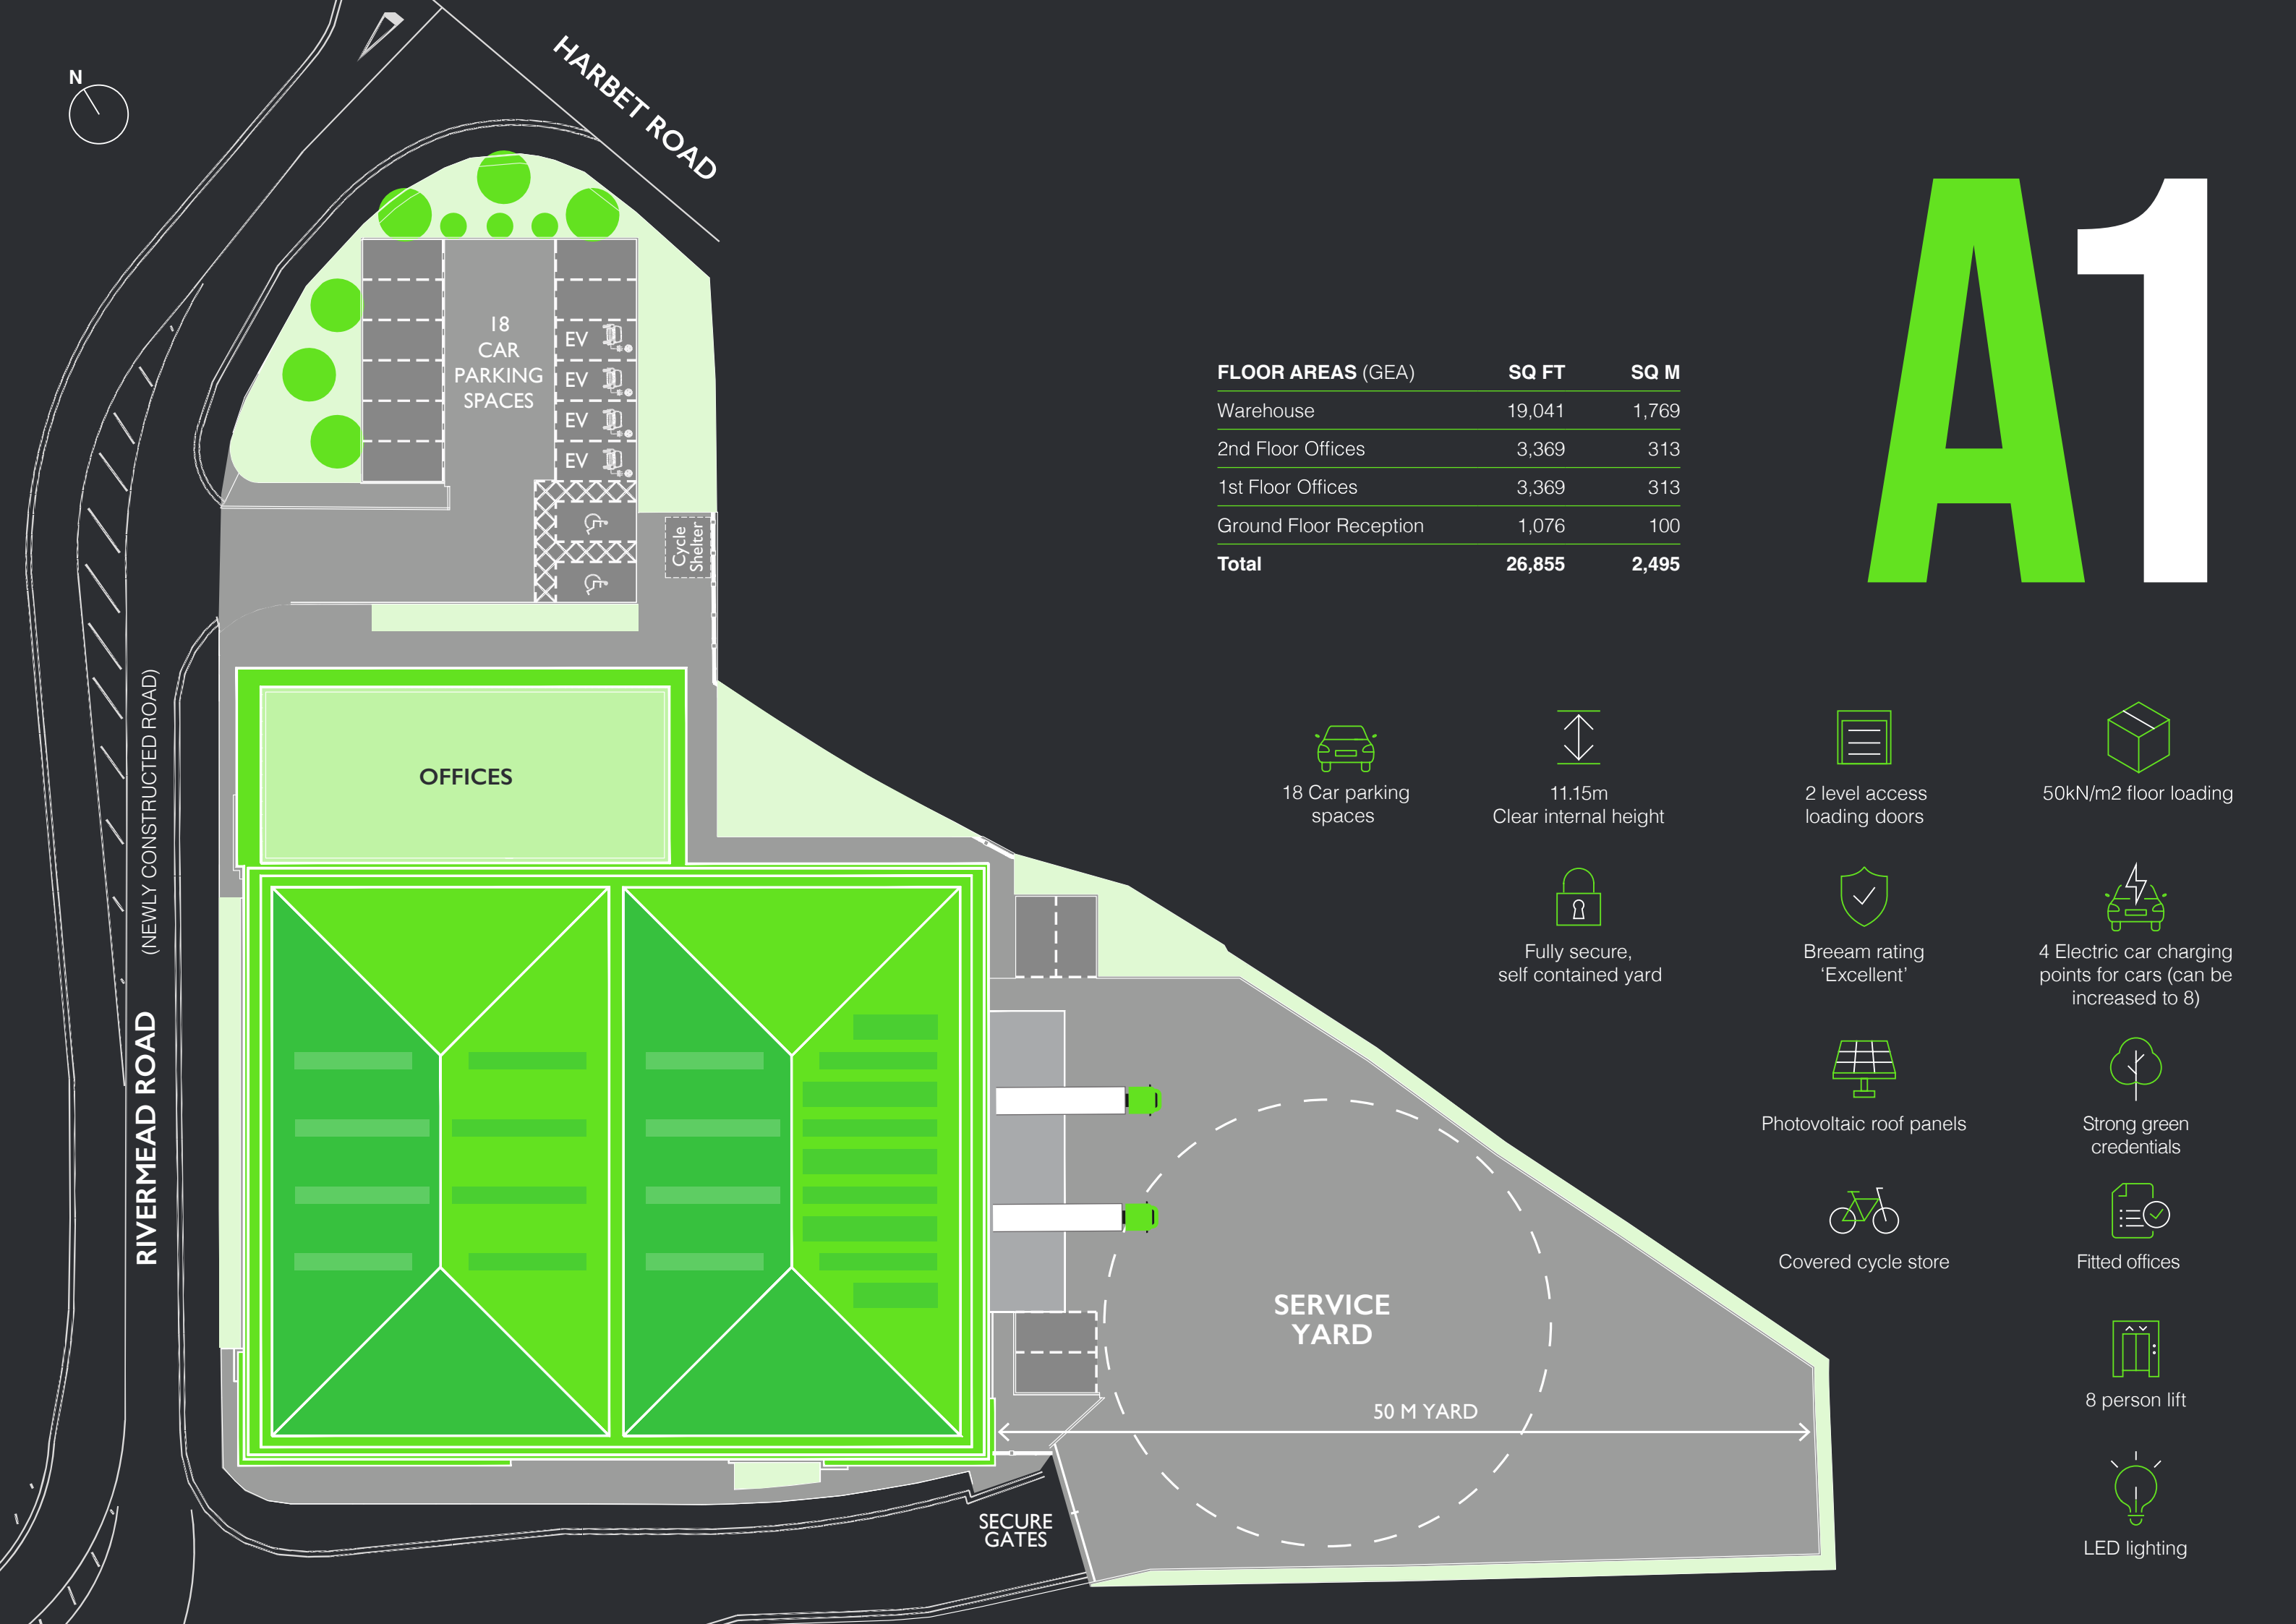 N
HARBET ROAD
A1
18
CAR
PARKING
SPACES
EV
EV
EV
EV
Cycle
Shelter
FLOOR AREAS (GEA) SQ FT SQ M
Warehouse 19,041 1,769
2nd Floor Offices 3,369 313
1st Floor Offices 3,369 313
Ground Floor Reception 1,076 100
Total 26,855 2,495
OFFICES
RIVERMEAD ROAD (NEWLY CONSTRUCTED ROAD)
18 Car parking
spaces
11.15m
Clear internal height
2 level access
loading doors
50kN/m2 floor loading
Fully secure,
self contained yard
Breeam rating
‘Excellent’
4 Electric car charging
points for cars (can be
increased to 8)
Photovoltaic roof panels
Strong green
credentials
Covered cycle store
Fitted offices
8 person lift
LED lighting
SERVICE
YARD
50 M YARD
SECURE
GATES